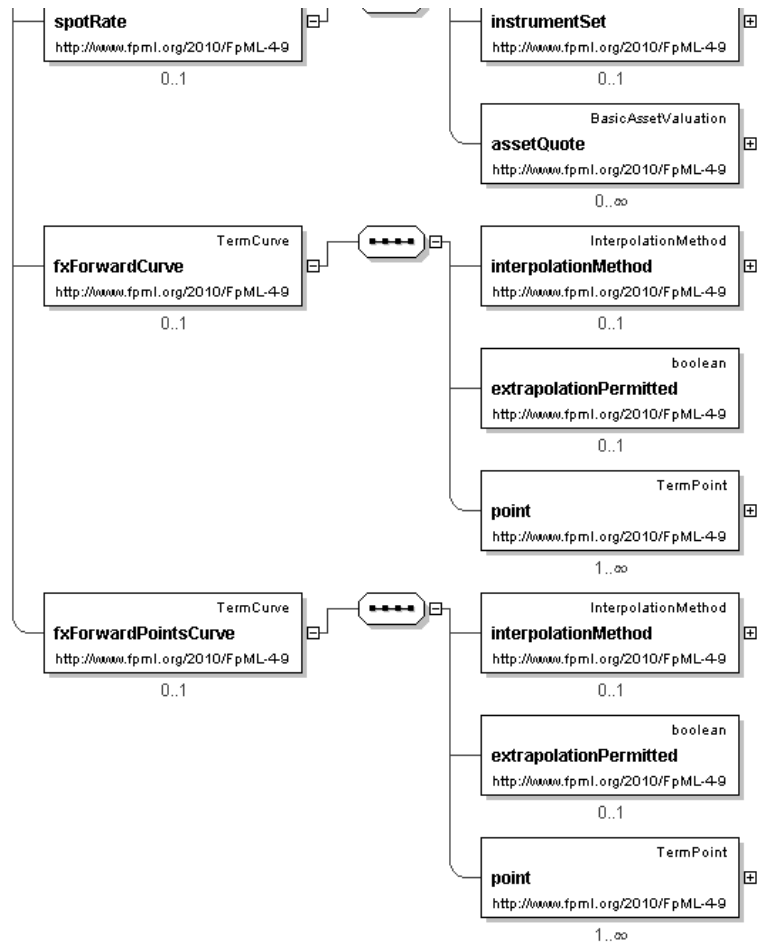 spotRate
http://www.fpml.org/2010/FpML-4-9
0..1
instrumentSet
http://www.fpml.org/2010/FpML-4-9
0..1
BasicAssetValuation
assetQuote
http://www.fpml.org/2010/FpML-4-9
0..∞
TermCurve
fxForwardCurve
http://www.fpml.org/2010/FpML-4-9
0..1
InterpolationMethod
interpolationMethod
http://www.fpml.org/2010/FpML-4-9
0..1
boolean
extrapolationPermitted
http://www.fpml.org/2010/FpML-4-9
0..1
TermPoint
point
http://www.fpml.org/2010/FpML-4-9
1..∞
TermCurve
fxForwardPointsCurve
http://www.fpml.org/2010/FpML-4-9
0..1
InterpolationMethod
interpolationMethod
http://www.fpml.org/2010/FpML-4-9
0..1
boolean
extrapolationPermitted
http://www.fpml.org/2010/FpML-4-9
0..1
TermPoint
point
http://www.fpml.org/2010/FpML-4-9
1..∞